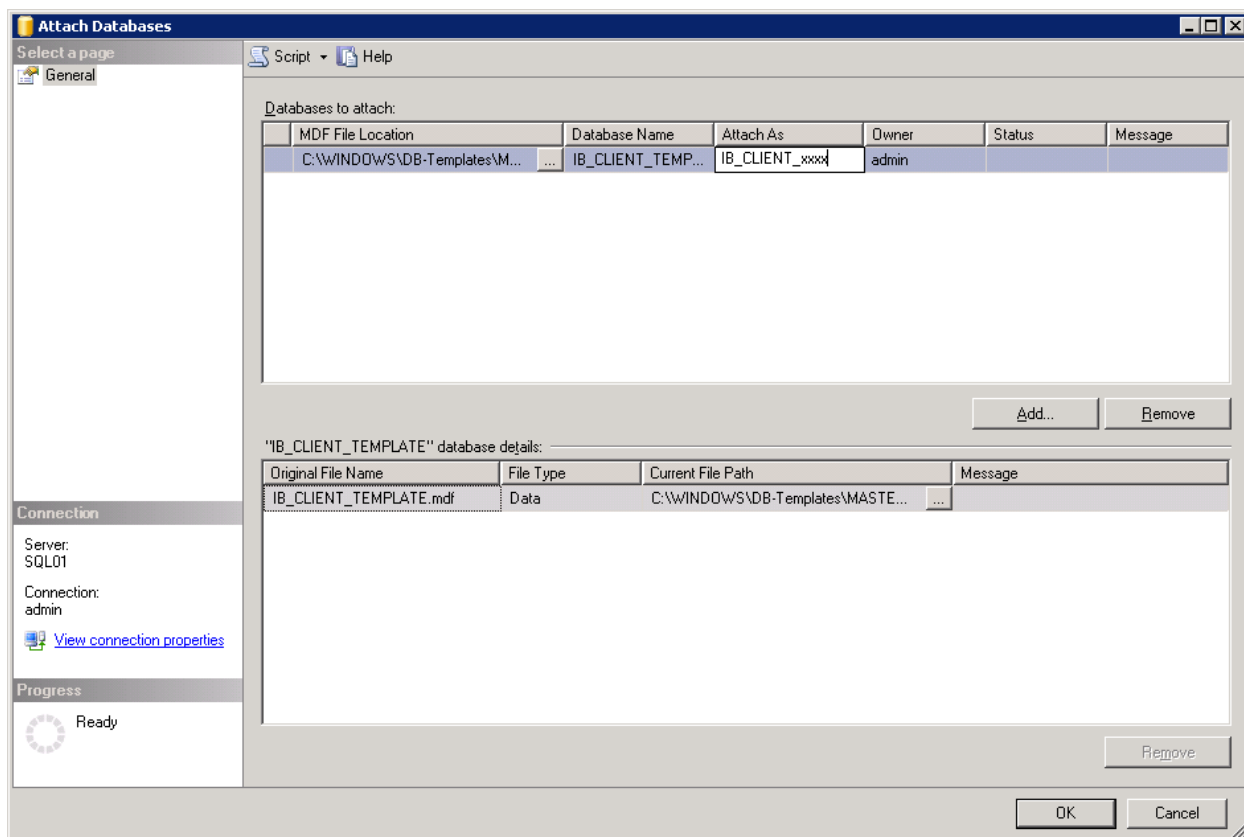 Attach Databases
Select a page
General
Script Help
Databases to attach:
MDF File Location Database Name Attach As Owner Status Message
C:\WINDOWS\DB-Templates\M... ... IB_CLIENT_TEMP... IB_CLIENT_xxxx admin
Add... Remove
"IB_CLIENT_TEMPLATE" database details:
Original File Name File Type Current File Path Message
IB_CLIENT_TEMPLATE.mdf Data C:\WINDOWS\DB-Templates\MASTE... ...
Connection
Server:
SQL01
Connection:
admin
View connection properties
Progress
Ready
Remove
OK Cancel